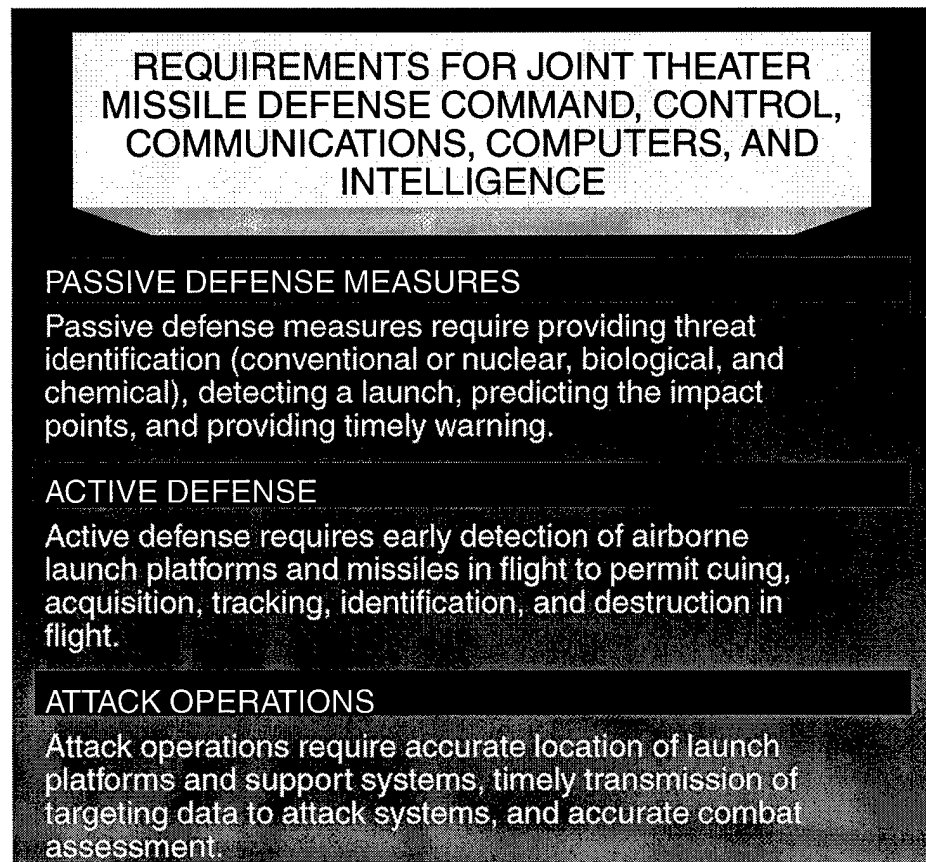 REQUIREMENTS FOR JOINT THEATER
MISSILE DEFENSE COMMAND, CONTROL,
COMMUNICATIONS, COMPUTERS, AND
INTELLIGENCE
PASSIVE DEFENSE MEASURES
Passive defense measures require providing threat
identification (conventional or nuclear, biological, and
chemical), detecting a launch, predicting the impact
points, and providing timely warning.
ACTIVE DEFENSE
Active defense requires early detection of airborne
launch platforms and missiles in flight to permit cuing,
acquisition, tracking, identification, and destruction in
flight.
ATTACK OPERATIONS
Attack operations require accurate location of launch
platforms and support systems, timely transmission of
targeting data to attack systems, and accurate combat
assessment.